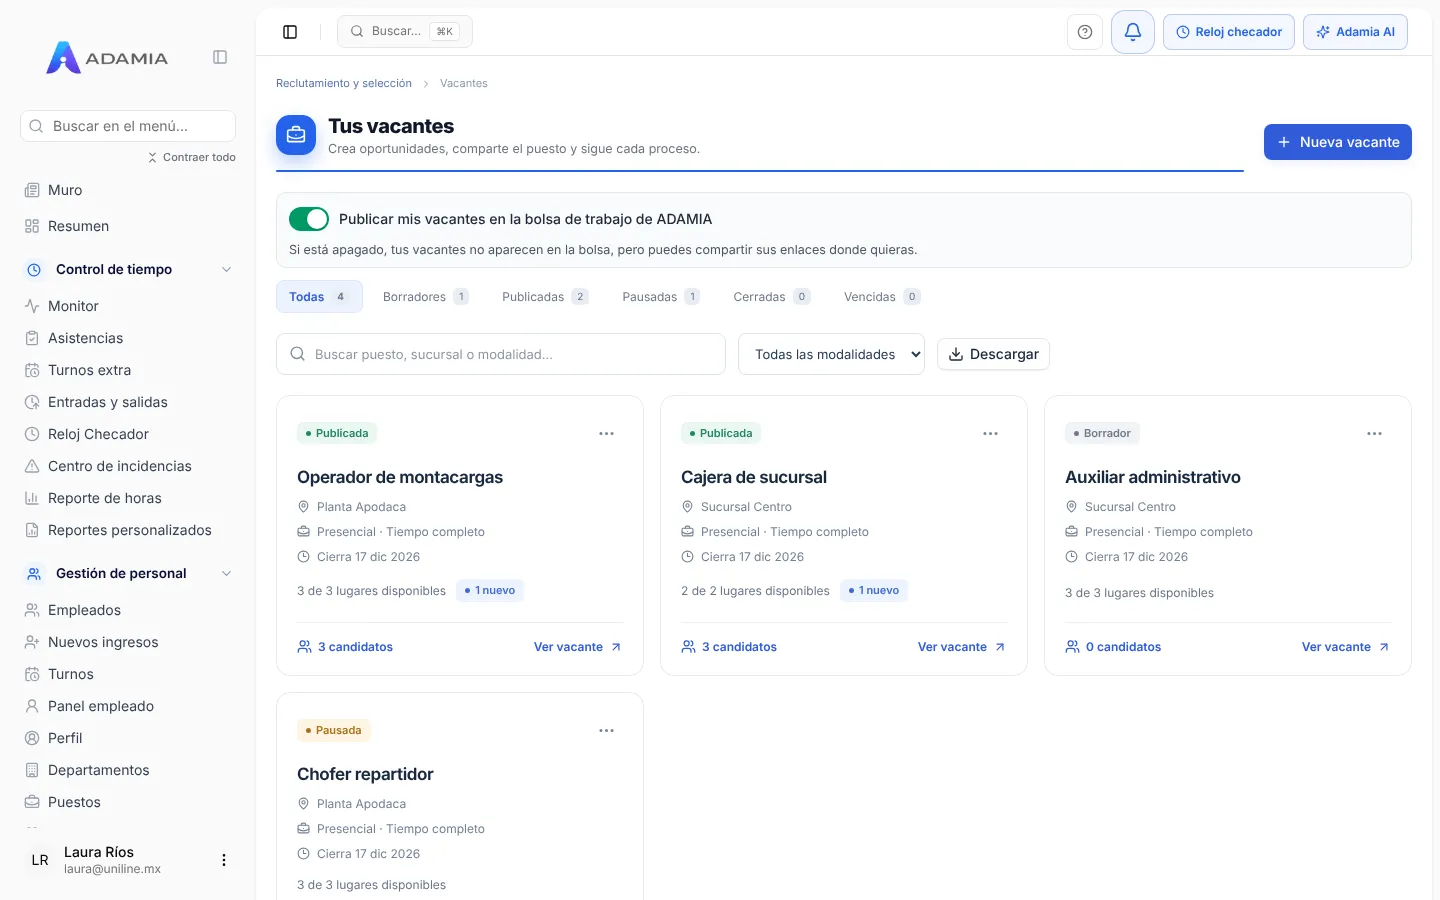 ADAMIA
Buscar en el menú...
Contraer todo
Muro
Resumen
Control de tiempo
Monitor
Asistencias
Turnos extra
Entradas y salidas
Reloj Checador
Centro de incidencias
Reporte de horas
Reportes personalizados
Gestión de personal
Empleados
Nuevos ingresos
Turnos
Panel empleado
Perfil
Departamentos
Puestos
LR
Laura Ríos
laura@uniline.mx
Buscar... ⌘K
Reloj checador
Adamia AI
Reclutamiento y selección > Vacantes
Tus vacantes
Crea oportunidades, comparte el puesto y sigue cada proceso.
+ Nueva vacante
Publicar mis vacantes en la bolsa de trabajo de ADAMIA
Si está apagado, tus vacantes no aparecen en la bolsa, pero puedes compartir sus enlaces donde quieras.
Todas 4 Borradores 1 Publicadas 2 Pausadas 1 Cerradas 0 Vencidas 0
Buscar puesto, sucursal o modalidad...
Todas las modalidades
Descargar
Publicada
Operador de montacargas
Planta Apodaca
Presencial · Tiempo completo
Cierra 17 dic 2026
3 de 3 lugares disponibles
1 nuevo
3 candidatos
Ver vacante
Publicada
Cajera de sucursal
Sucursal Centro
Presencial · Tiempo completo
Cierra 17 dic 2026
2 de 2 lugares disponibles
1 nuevo
3 candidatos
Ver vacante
Borrador
Auxiliar administrativo
Sucursal Centro
Presencial · Tiempo completo
Cierra 17 dic 2026
3 de 3 lugares disponibles
0 candidatos
Ver vacante
Pausada
Chofer repartidor
Planta Apodaca
Presencial · Tiempo completo
Cierra 17 dic 2026
3 de 3 lugares disponibles